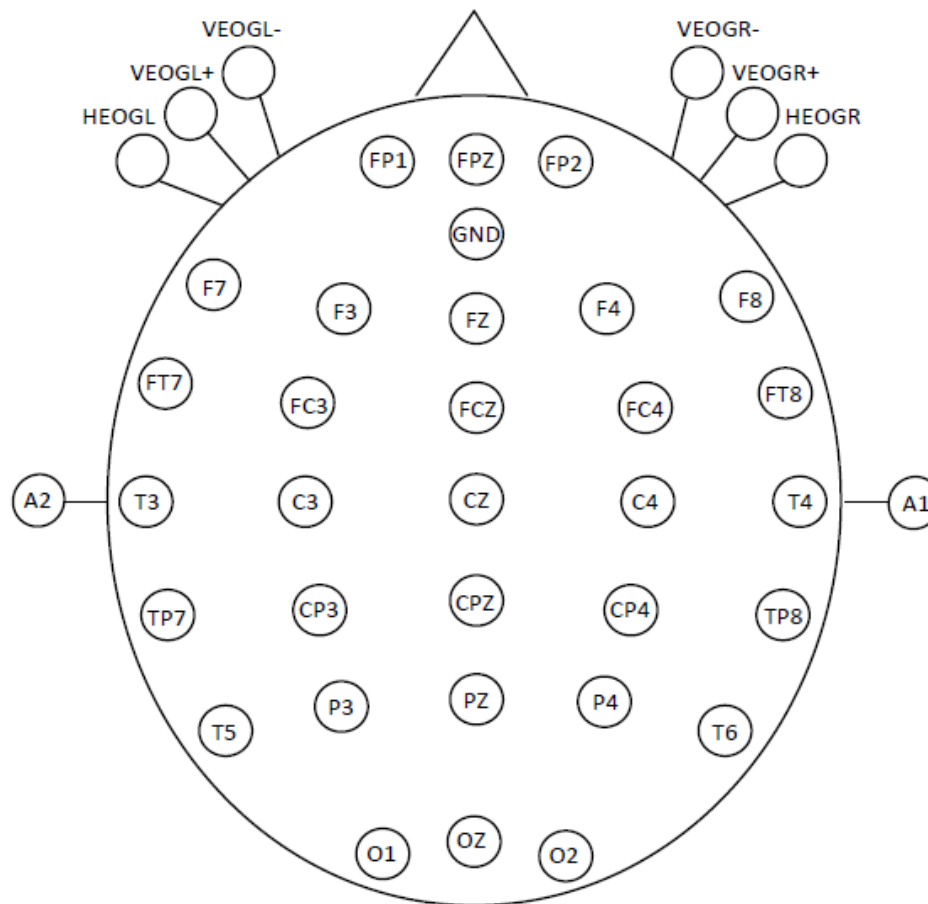 VEOGL- VEOGR-
VEOGL+ VEOGR+
HEOGL HEOGR
FP1 FPZ FP2
GND
F7 F3 FZ F4 F8
FT7 FC3 FCZ FC4 FT8
A2 T3 C3 CZ C4 T4 A1
TP7 CP3 CPZ CP4 TP8
T5 P3 PZ P4 T6
O1 OZ O2